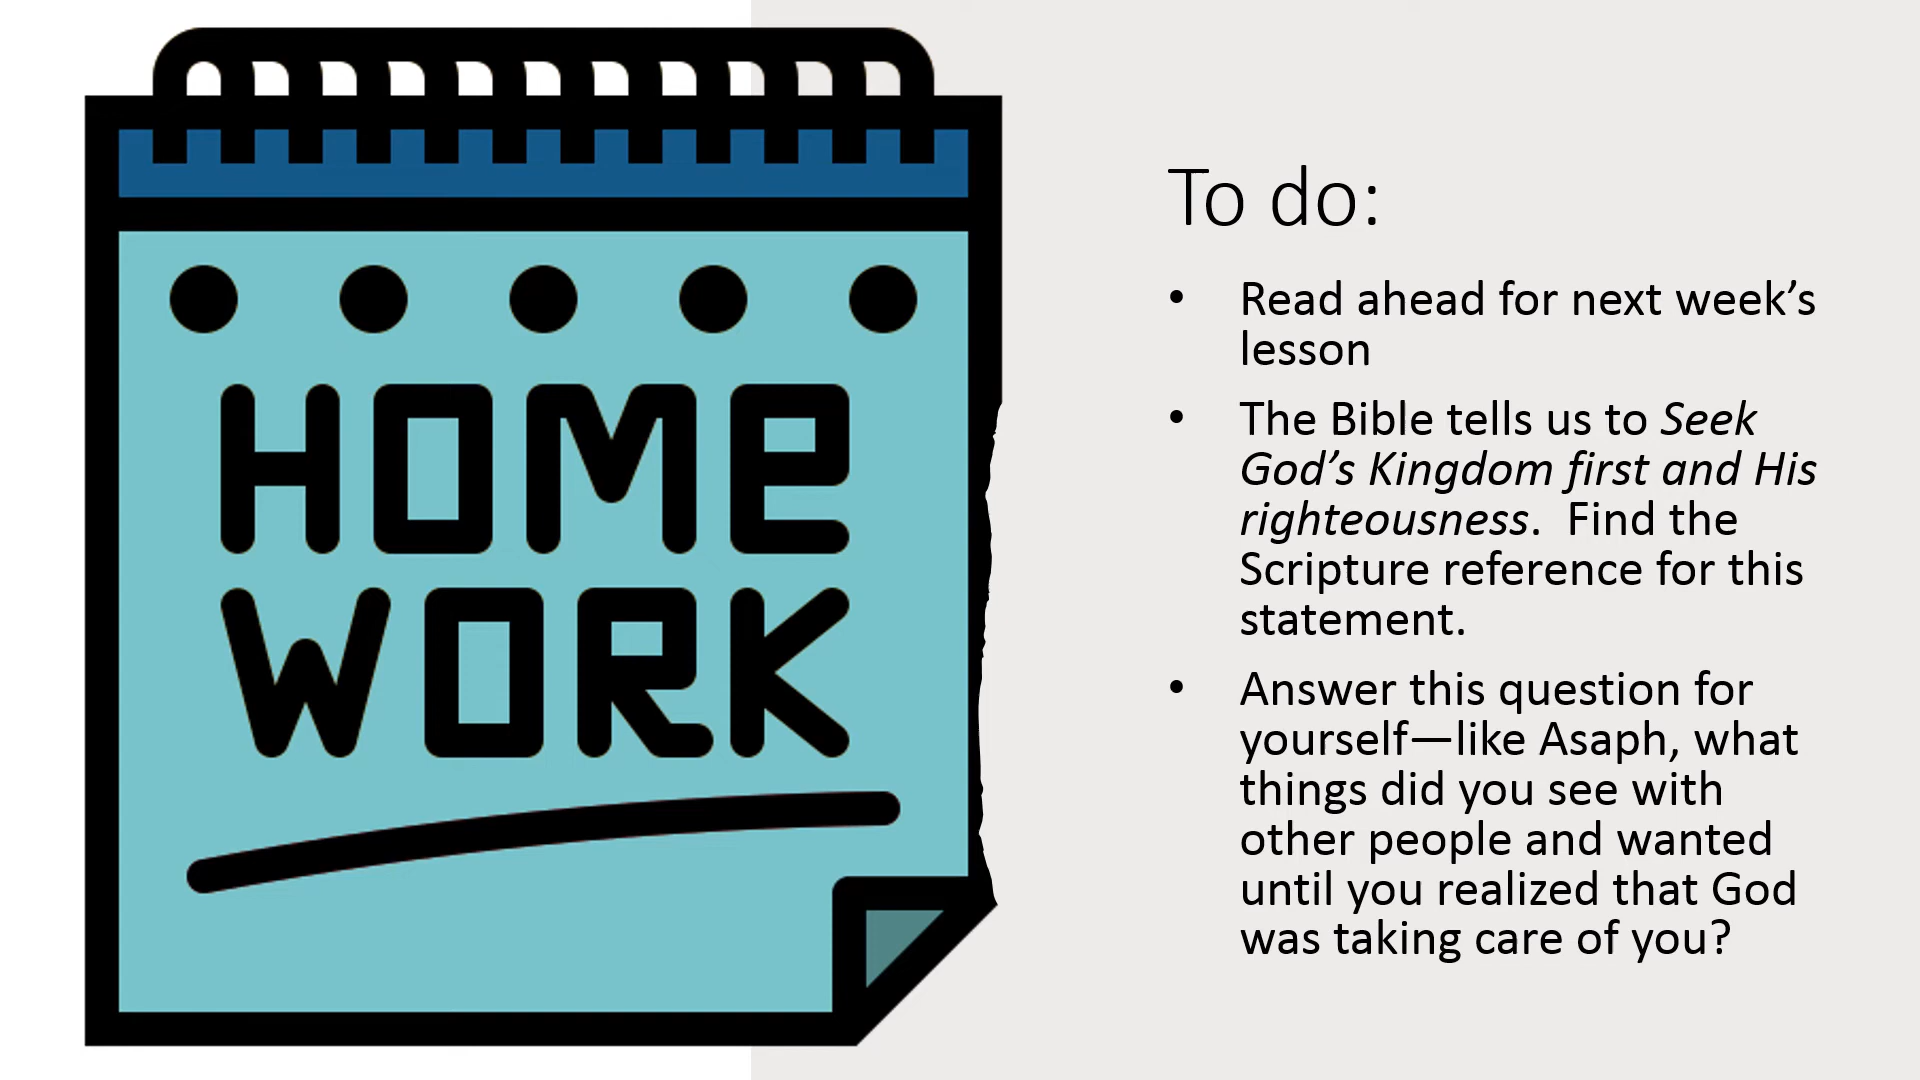 HOME
WORK
To do:
• Read ahead for next week’s
lesson
• The Bible tells us to Seek
God’s Kingdom first and His
righteousness.  Find the
Scripture reference for this
statement.
• Answer this question for
yourself—like Asaph, what
things did you see with
other people and wanted
until you realized that God
was taking care of you?